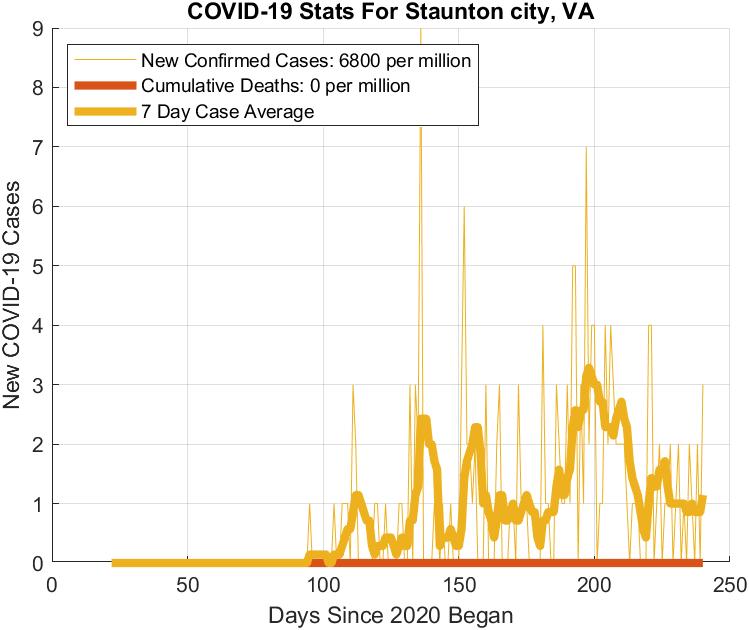 COVID-19 Stats For Staunton city, VA
New Confirmed Cases: 6800 per million
Cumulative Deaths: 0 per million
7 Day Case Average
New COVID-19 Cases
9
8
7
6
5
4
3
2
1
0
0 50 100 150 200 250
Days Since 2020 Began